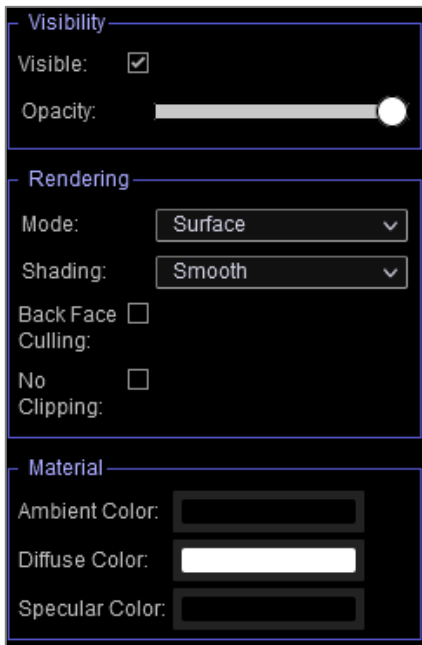 Visibility
Visible:
Opacity:
Rendering
Mode: Surface
Shading: Smooth
Back Face
Culling:
No
Clipping:
Material
Ambient Color:
Diffuse Color:
Specular Color: